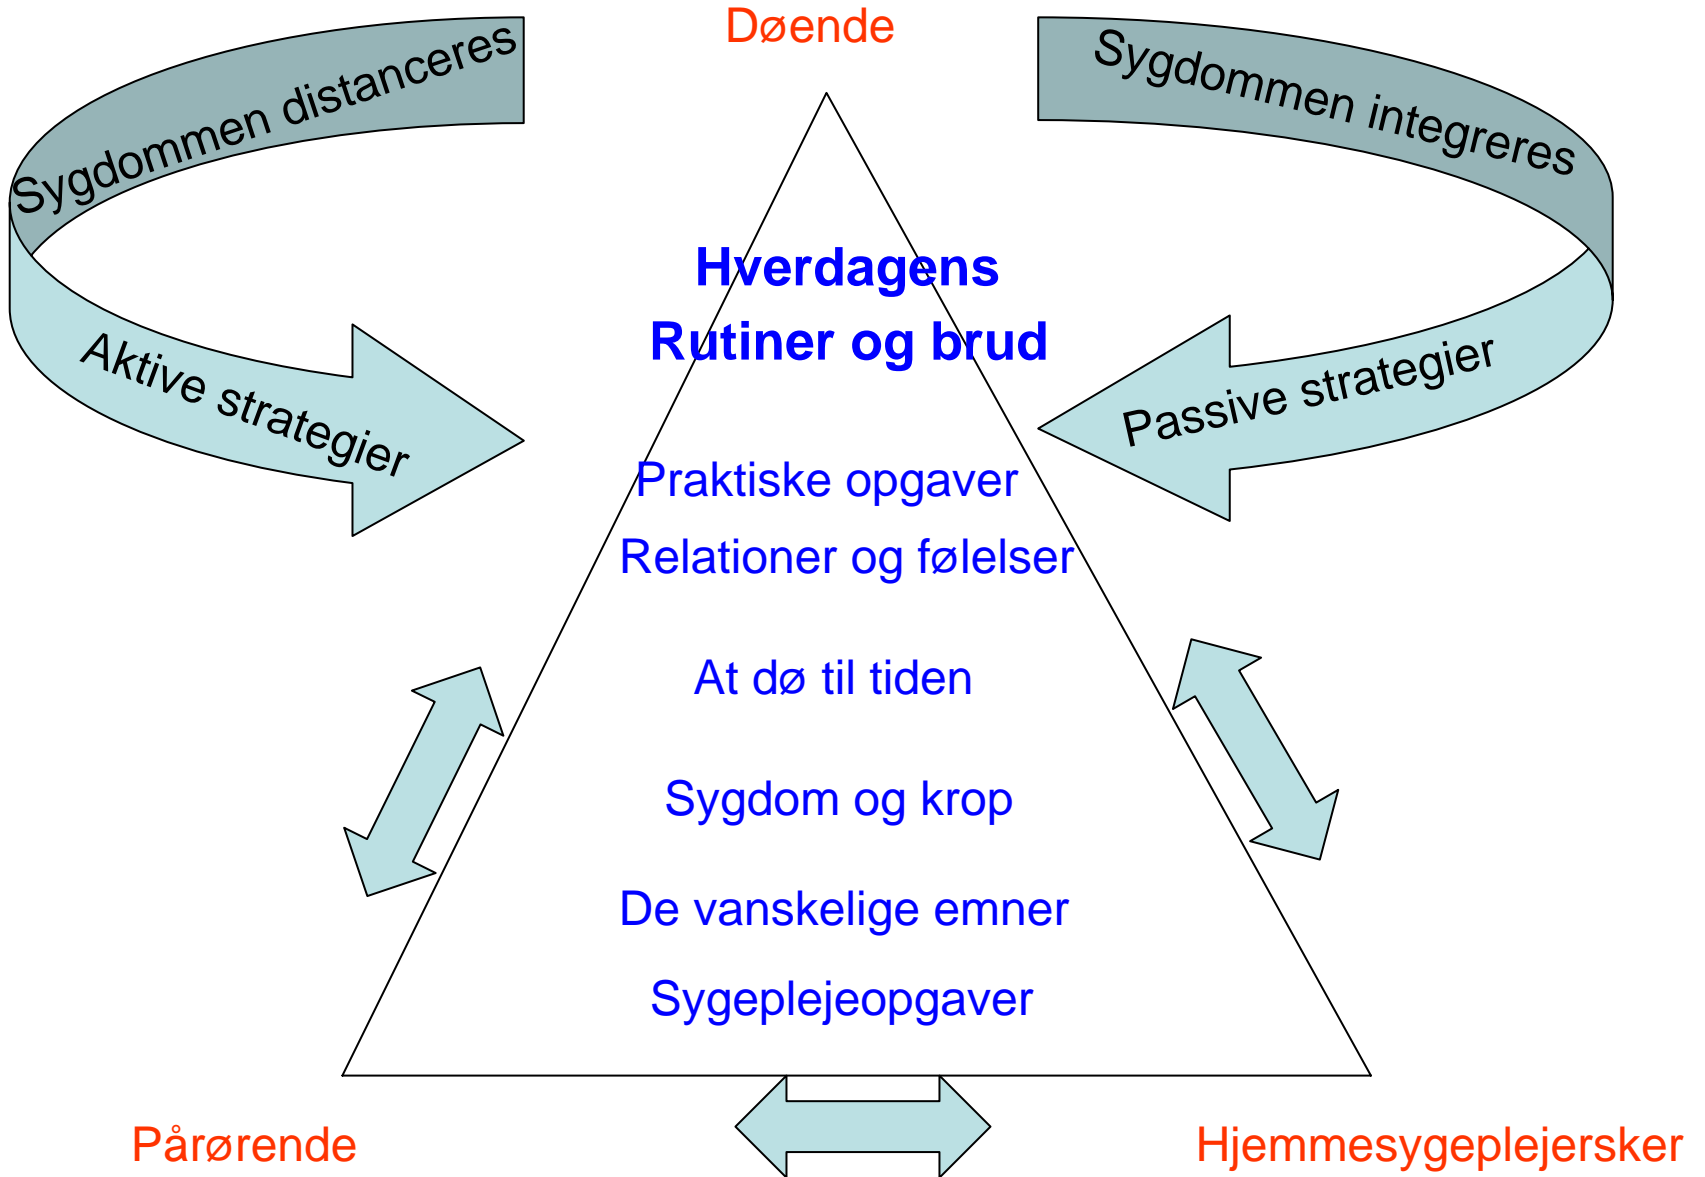 Døende
Sygdommen distanceres
Sygdommen integreres
Hverdagens
Rutiner og brud
Aktive strategier
Passive strategier
Praktiske opgaver
Relationer og følelser
At dø til tiden
Sygdom og krop
De vanskelige emner
Sygeplejeopgaver
Pårørende
Hjemmesygeplejersker